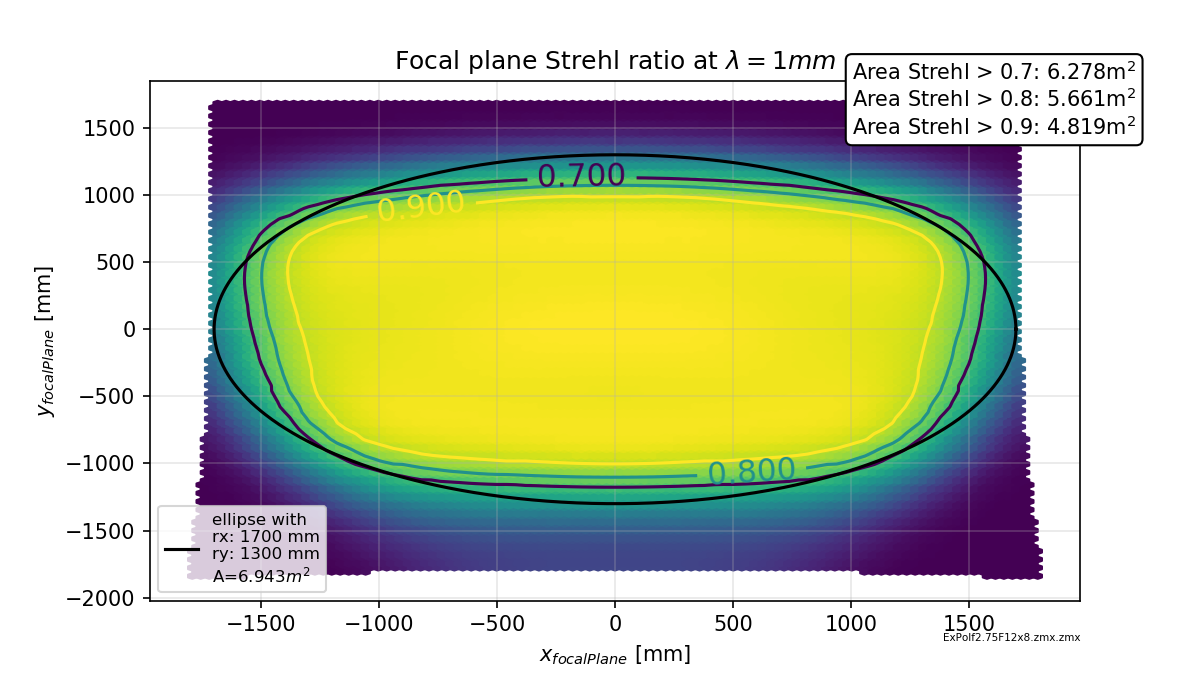 Focal plane Strehl ratio at λ = 1mm
Area Strehl > 0.7: 6.278m²
Area Strehl > 0.8: 5.661m²
Area Strehl > 0.9: 4.819m²
1500
1000
500
0
−500
−1000
−1500
−2000
y_focalPlane [mm]
0.700
0.900
0.800
ellipse with
rx: 1700 mm
ry: 1300 mm
A=6.943m²
−1500 −1000 −500 0 500 1000 1500
ExPolf2.75F12x8.zmx.zmx
x_focalPlane [mm]